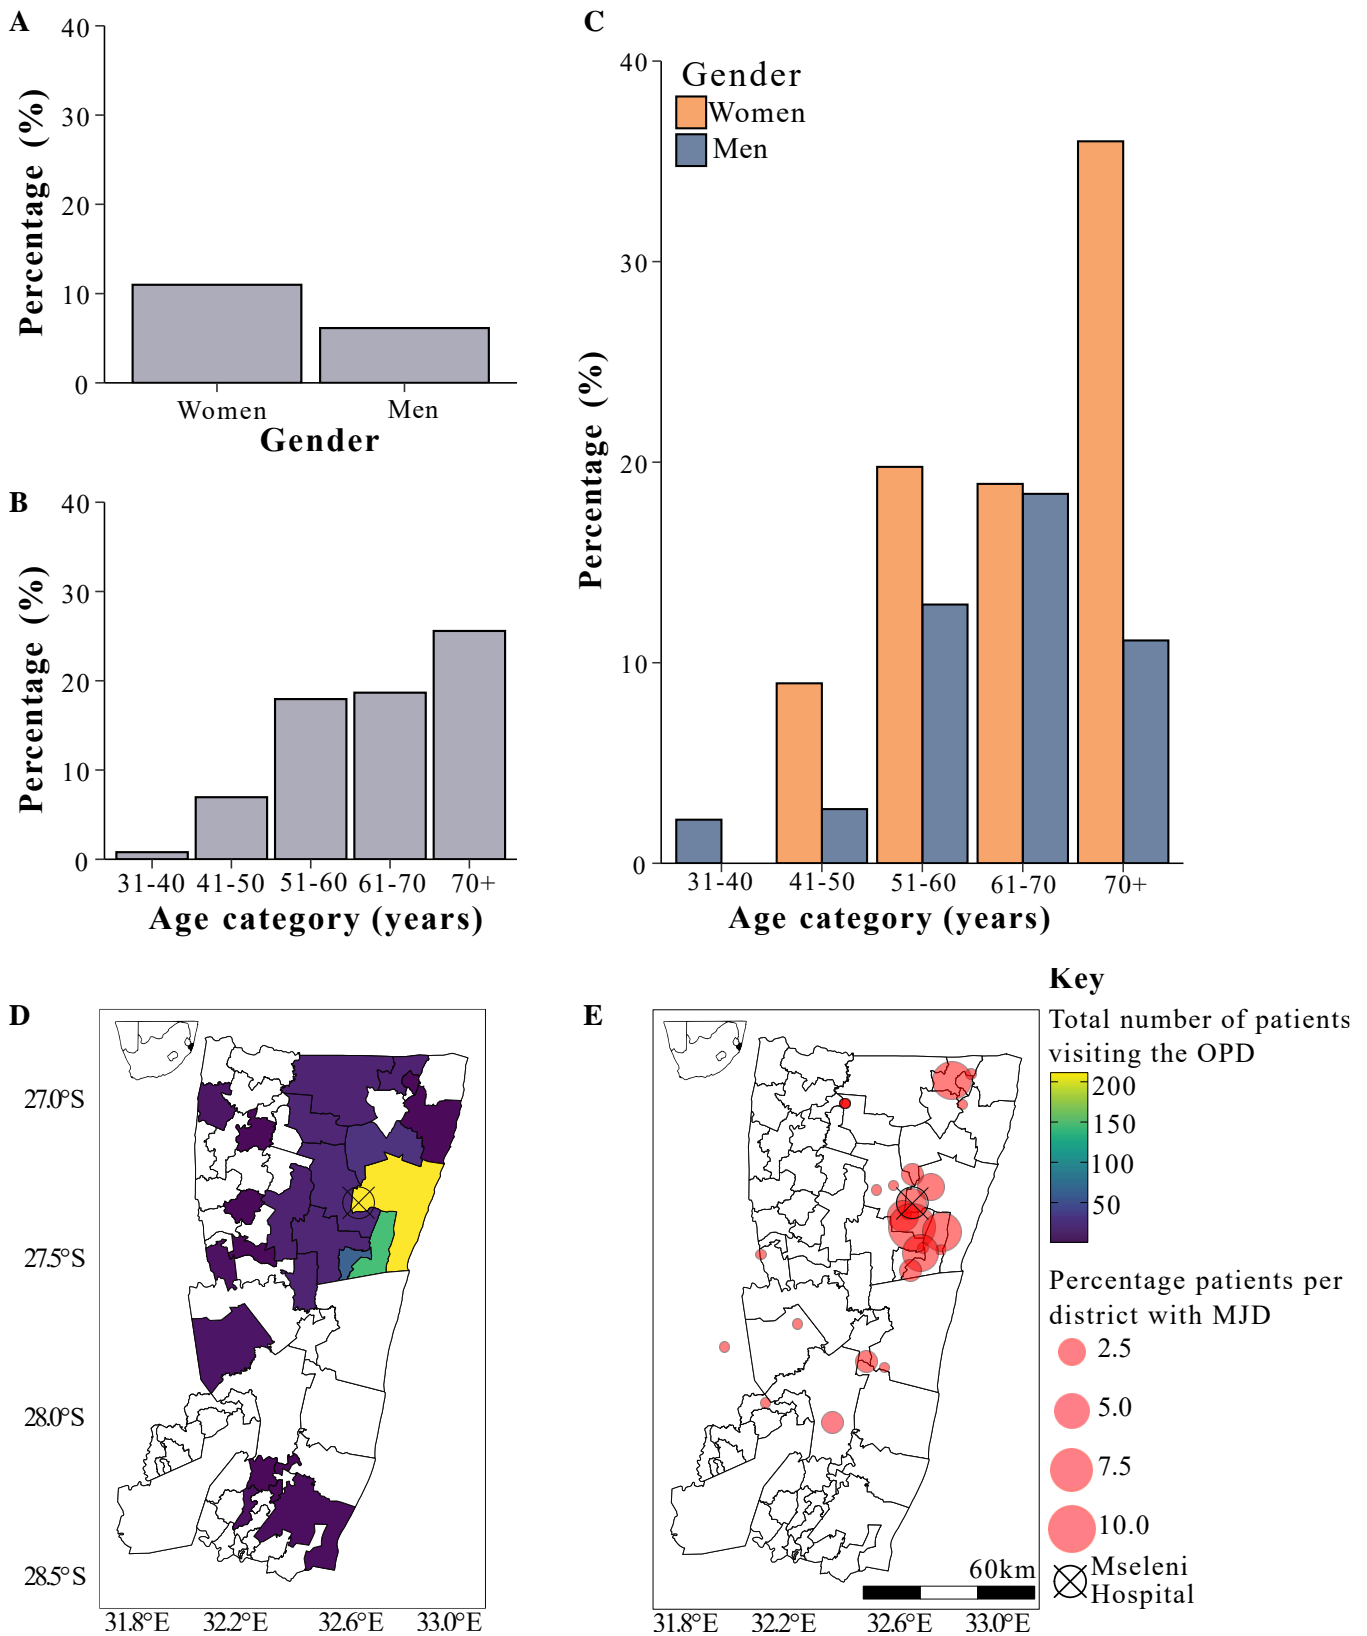 A
40
30
20
10
0
Percentage (%)
Women
Men
Gender
B
40
30
20
10
0
Percentage (%)
31-40
41-50
51-60
61-70
70+
Age category (years)
C
40
30
20
10
0
Percentage (%)
Gender
Women
Men
31-40
41-50
51-60
61-70
70+
Age category (years)
D
27.0°S
27.5°S
28.0°S
28.5°S
31.8°E
32.2°E
32.6°E
33.0°E
E
60km
31.8°E
32.2°E
32.6°E
33.0°E
Key
Total number of patients
visiting the OPD
200
150
100
50
Percentage patients per
district with MJD
2.5
5.0
7.5
10.0
Mseleni
Hospital